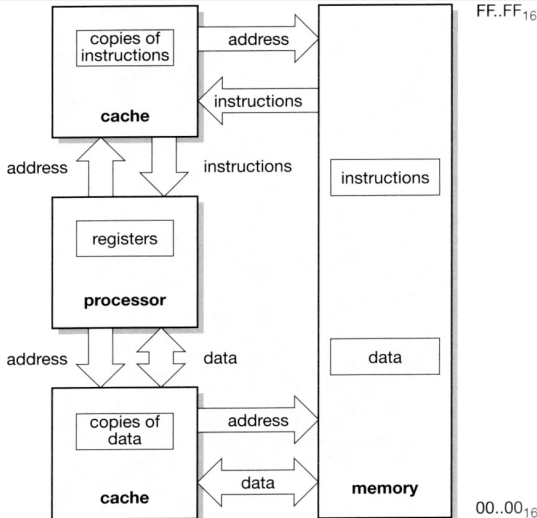 FF..FF16
copies of
instructions
address
cache
instructions
address
instructions
instructions
registers
processor
address
data
data
copies of
data
address
data
cache
memory
00..0016